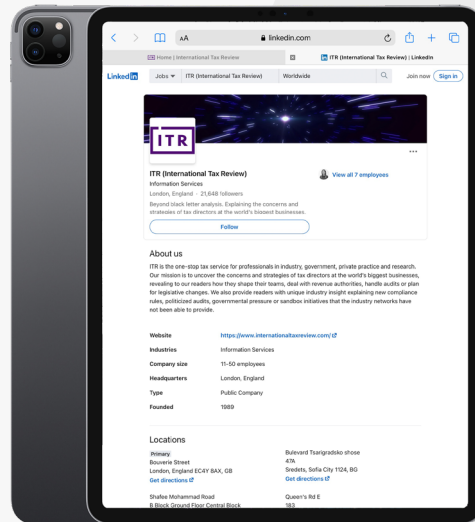 AA
linkedin.com
Home | International Tax Review
ITR (International Tax Review) | LinkedIn
Linked in
Jobs
ITR (International Tax Review)
Worldwide
Join now
Sign in
ITR
ITR (International Tax Review)
Information Services
London, England · 21,648 followers
Beyond black letter analysis. Explaining the concerns and
strategies of tax directors at the world's biggest businesses.
View all 7 employees
Follow
About us
ITR is the one-stop tax service for professionals in industry, government, private practice and research.
Our mission is to uncover the concerns and strategies of tax directors at the world's biggest businesses,
revealing to our readers how they shape their teams, deal with revenue authorities, handle audits or plan
for legislative changes. We also provide readers with unique industry insight explaining new compliance
rules, politicized audits, governmental pressure or sandbox initiatives that the industry networks have
not been able to provide.
Website
https://www.internationaltaxreview.com/
Industries
Information Services
Company size
11-50 employees
Headquarters
London, England
Type
Public Company
Founded
1989
Locations
Primary
Bouverie Street
London, England EC4Y 8AX, GB
Get directions
Bulevard Tsarigradsko shose
47A
Sredets, Sofia City 1124, BG
Get directions
Shafee Mohammad Road
B Block Ground Floor Central Block
Queen's Rd E
183